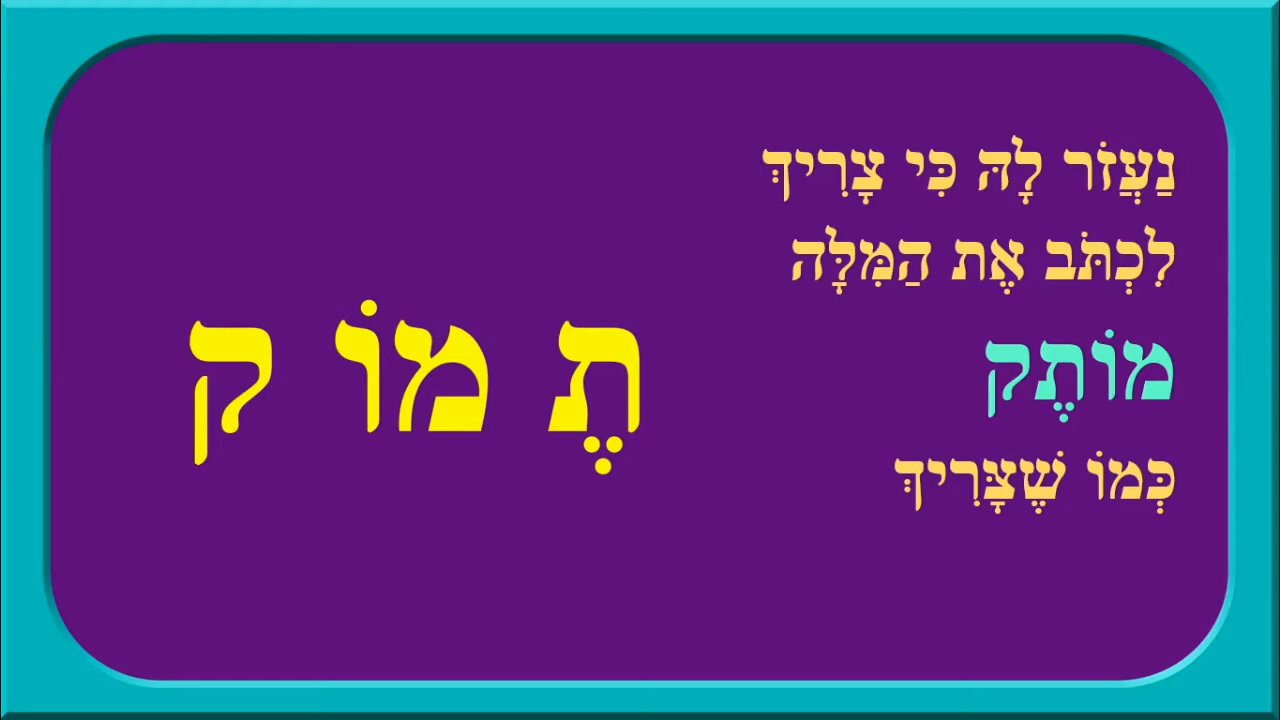 נַעֲזֹר לָהּ כִּי צָרִיךְ
לִכְתֹּב אֶת הַמִּלָּה
מוֹתֶק
כְּמוֹ שֶׁצָּרִיךְ
תֶ מוֹ ק